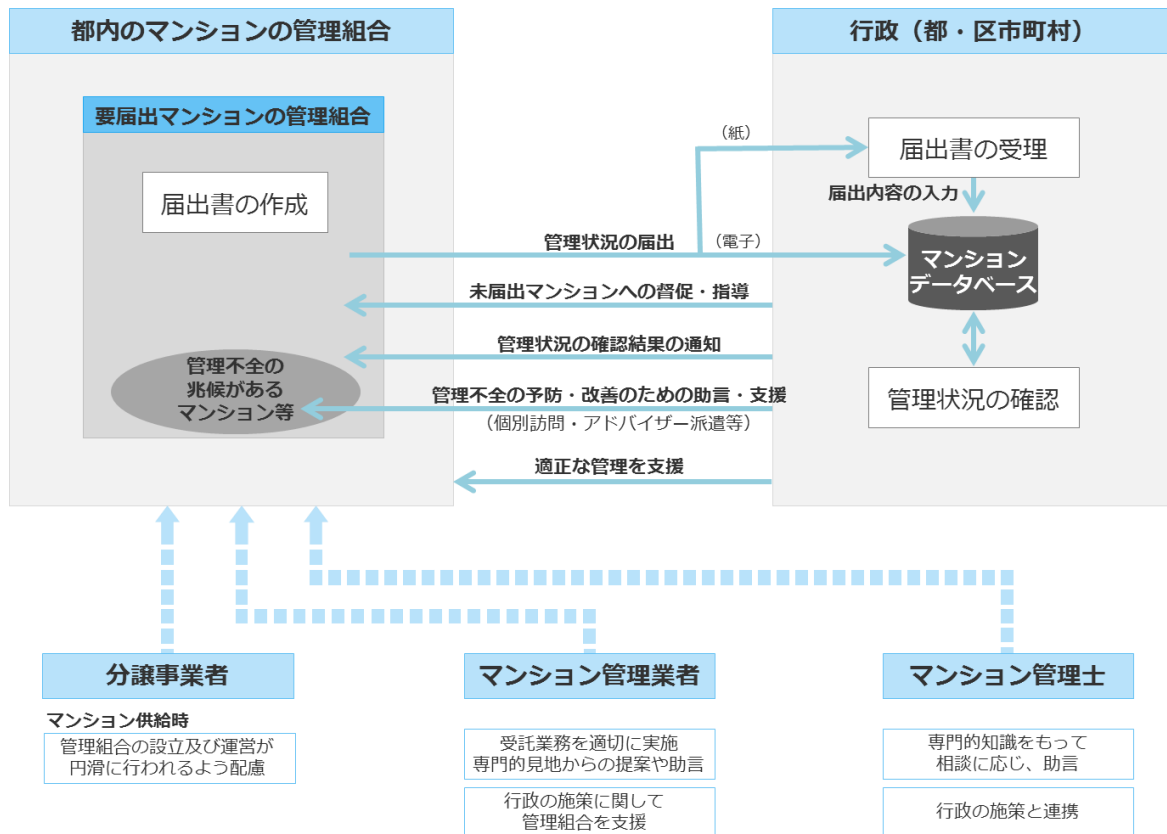 都内のマンションの管理組合
行政（都・区市町村）
要届出マンションの管理組合
届出書の作成
（紙）
届出書の受理
届出内容の入力
管理状況の届出
（電子）
マンション
データベース
未届出マンションへの督促・指導
管理状況の確認結果の通知
管理不全の
兆候がある
マンション等
管理不全の予防・改善のための助言・支援
（個別訪問・アドバイザー派遣等）
管理状況の確認
適正な管理を支援
分譲事業者
マンション供給時
管理組合の設立及び運営が
円滑に行われるよう配慮
マンション管理業者
受託業務を適切に実施
専門的見地からの提案や助言
行政の施策に関して
管理組合を支援
マンション管理士
専門的知識をもって
相談に応じ、助言
行政の施策と連携